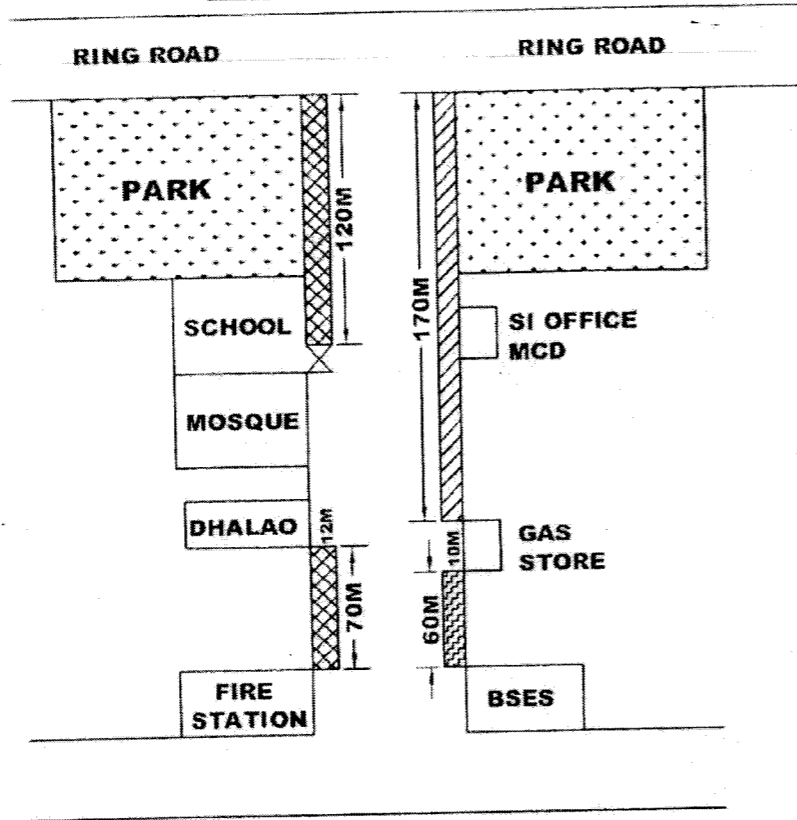 RING ROAD
RING ROAD
PARK
PARK
120M
170M
SCHOOL
SI OFFICE
MCD
MOSQUE
DHALAO
12M
10M
GAS
STORE
70M
60M
FIRE
STATION
BSES